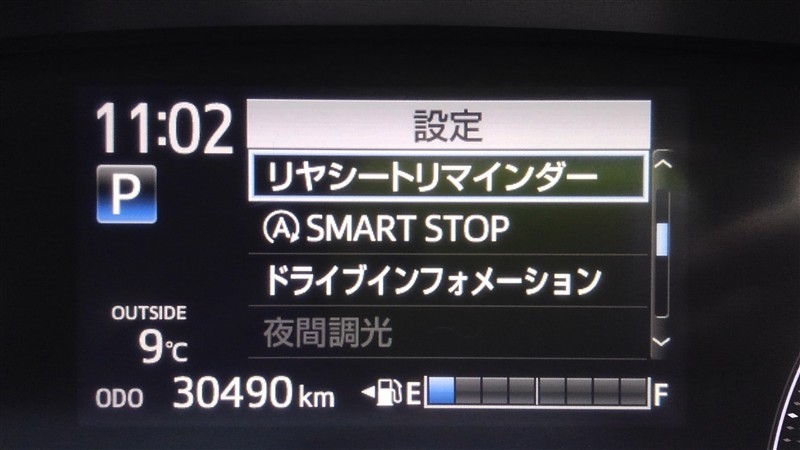 11:02
設定
P
リヤシートリマインダー
A SMART STOP
ドライブインフォメーション
OUTSIDE
9℃
夜間調光
ODO 30490 km E F